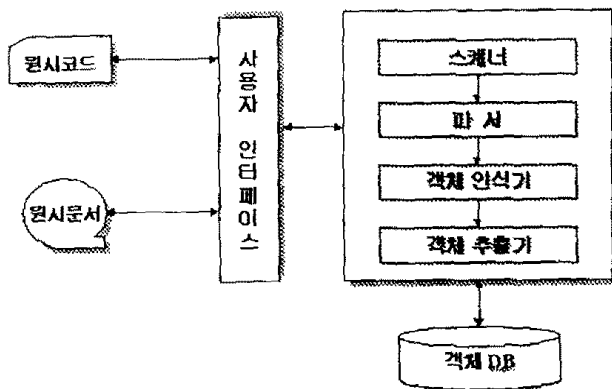 원시코드
원시문서
사용자 인터페이스
스캐너
파 서
객체 인식기
객체 추출기
객체 DB